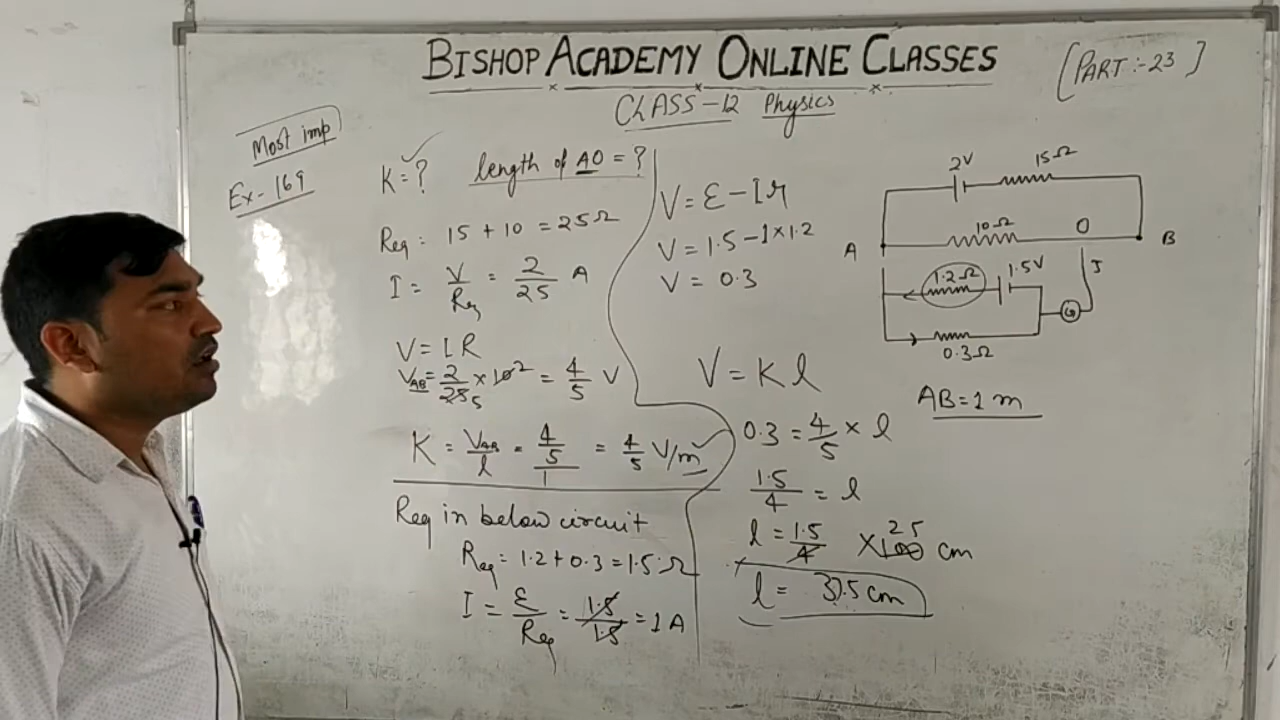 BISHOP ACADEMY ONLINE CLASSES
[PART:-23]
CLASS-12 Physics
Most imp
Ex-169
K=? ✓ length of AO = ?
Req = 15 + 10 = 25Ω
I = V/Req = 2/25 A
V = IR
VAB = 2/25 5 × 10 2 = 4/5 V
K = VAB/l = 4/5/1 = 4/5 V/m
Req in below circuit
Req = 1.2 + 0.3 = 1.5Ω
I = ε/Req = 1.5/1.5 = 1 A
V = ε - Ir
V = 1.5 - 1×1.2
V = 0.3
V = K l
0.3 = 4/5 × l
1.5/4 = l
l = 1.5/4 × 100 25 cm
l = 37.5 cm
2V
15Ω
10Ω
O
A
B
1.2Ω
1.5V
J
G
0.3Ω
AB = 1 m